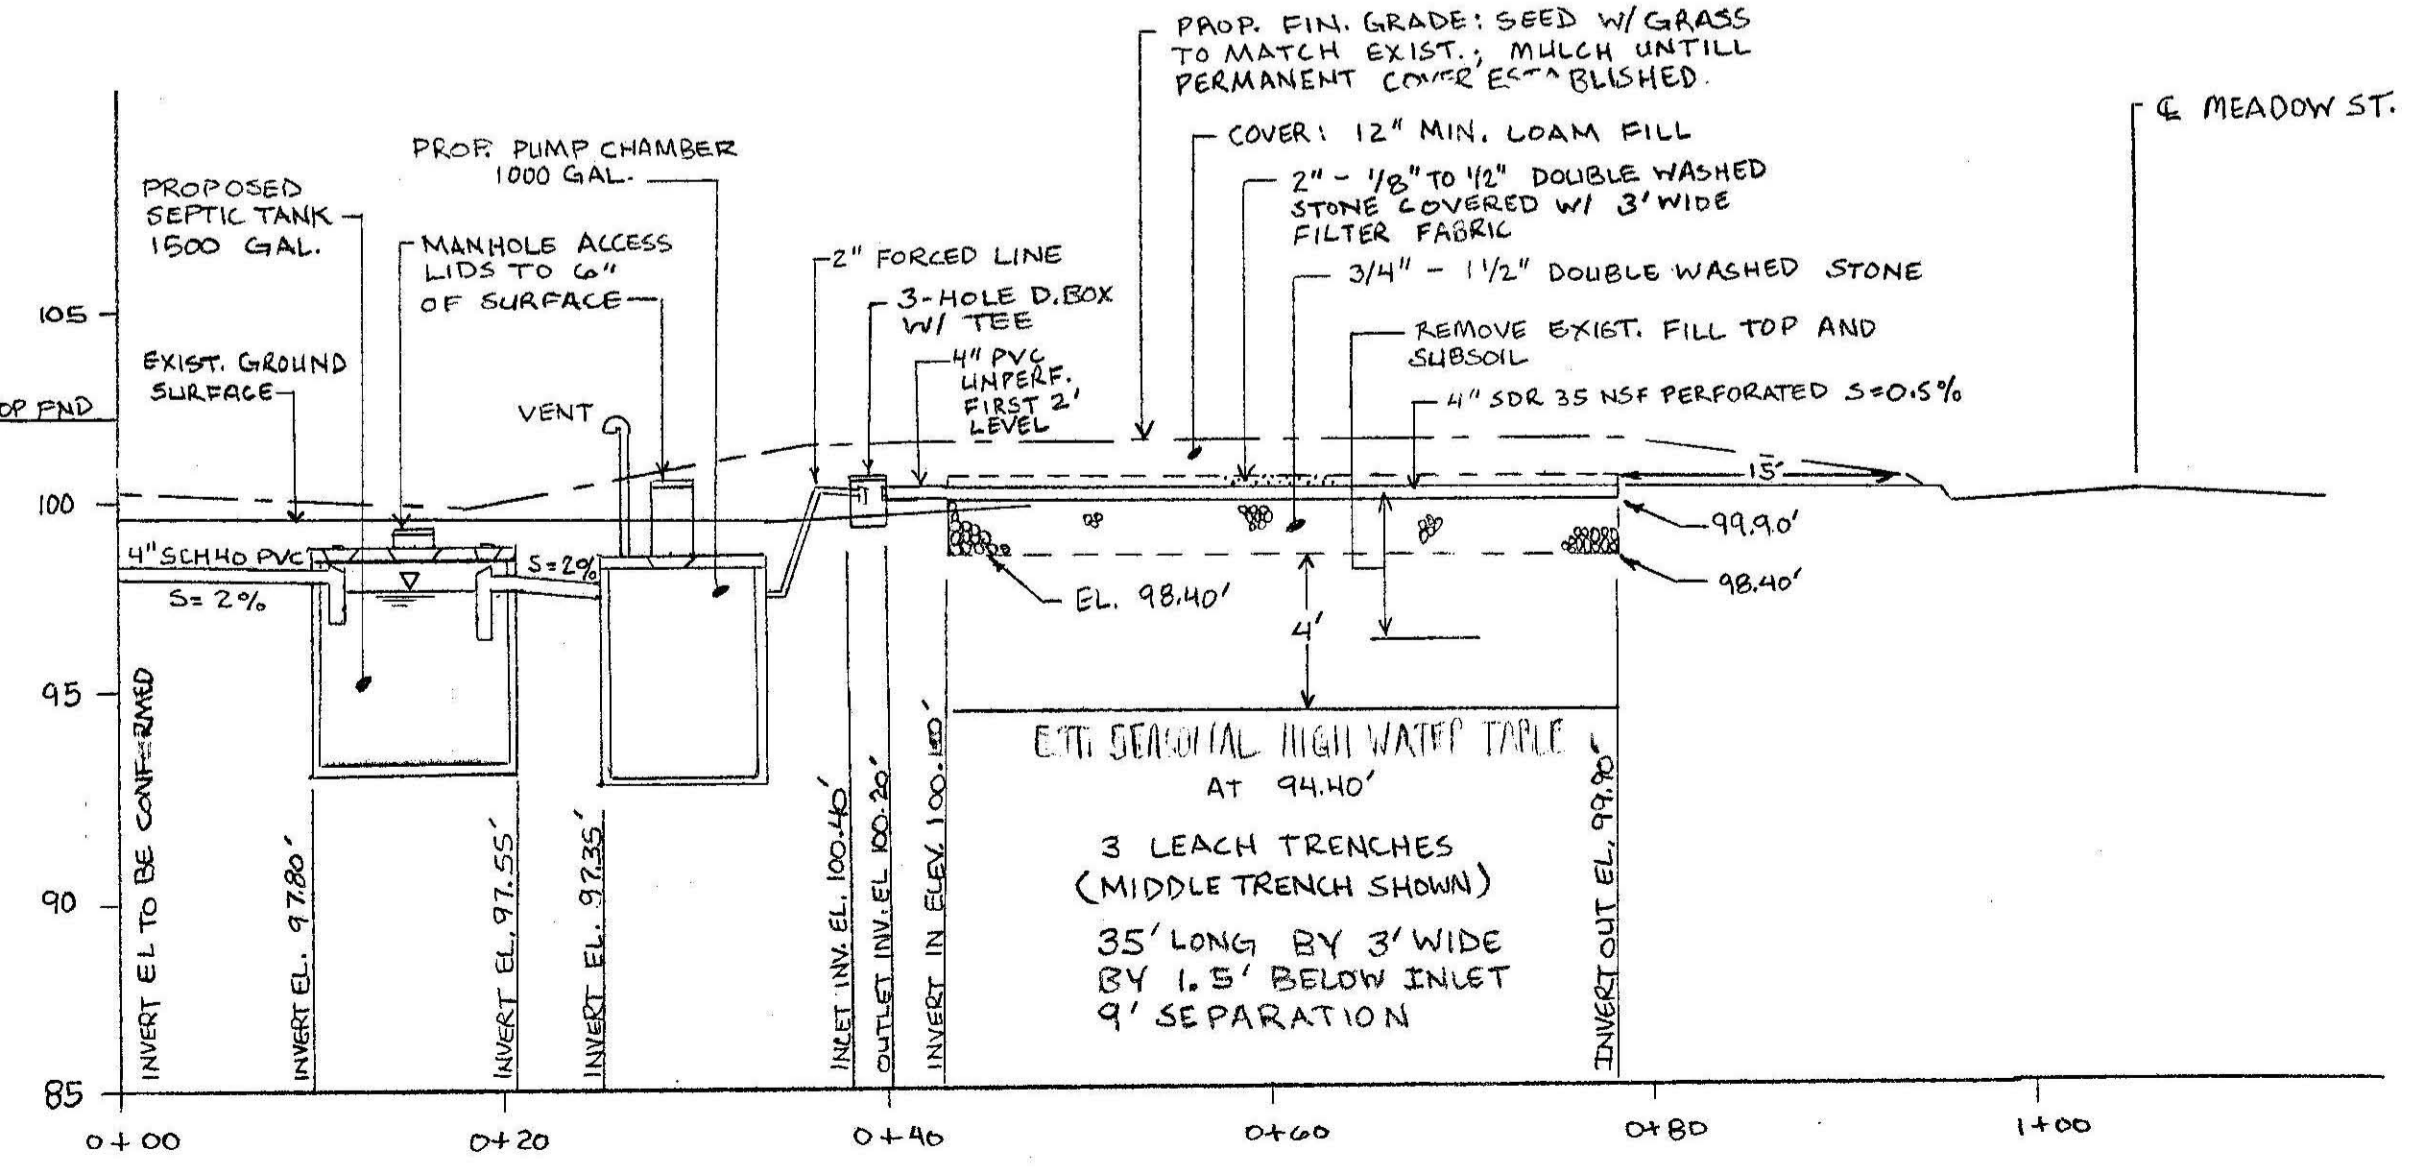 PROP. FIN. GRADE: SEED W/ GRASS
TO MATCH EXIST.; MULCH UNTILL
PERMANENT COVER ESTABLISHED.
℄ MEADOW ST.
COVER: 12" MIN. LOAM FILL
PROP. PUMP CHAMBER
1000 GAL.
2" - 1/8" TO 1/2" DOUBLE WASHED
STONE COVERED W/ 3' WIDE
FILTER FABRIC
PROPOSED
SEPTIC TANK
1500 GAL.
MANHOLE ACCESS
LIDS TO 6"
OF SURFACE
2" FORCED LINE
3/4" - 1 1/2" DOUBLE WASHED STONE
3-HOLE D.BOX
W/ TEE
REMOVE EXIST. FILL TOP AND
SUBSOIL
105
EXIST. GROUND
SURFACE
4" PVC
UNPERF.
FIRST 2'
LEVEL
4" SDR 35 NSF PERFORATED S=0.5%
OP FND
VENT
15'
100
99.90'
4" SCH40 PVC
S=2%
S=2%
EL. 98.40'
98.40'
4'
95
EST. SEASONAL HIGH WATER TABLE
AT 94.40'
3 LEACH TRENCHES
(MIDDLE TRENCH SHOWN)
35' LONG BY 3' WIDE
BY 1.5' BELOW INLET
9' SEPARATION
90
INVERT EL TO BE CONFIRMED
INVERT EL. 97.80'
INVERT EL. 97.55'
INVERT EL. 97.35'
INLET INV. EL. 100.40'
OUTLET INV. EL 100.20'
INVERT IN ELEV.
INVERT OUT EL. 99.90'
85
0+00
0+20
0+40
0+60
0+80
1+00